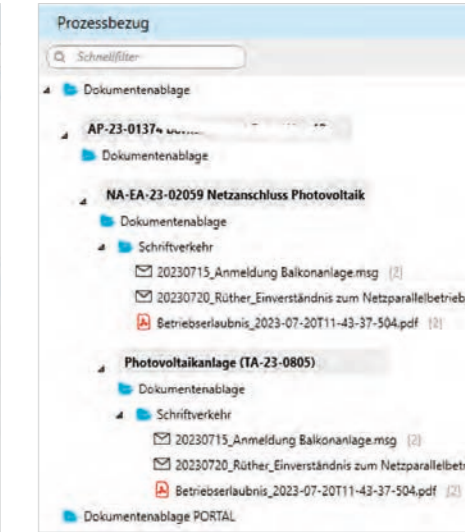 Prozessbezug
Schnellfilter
Dokumentenablage
AP-23-01374
Dokumentenablage
NA-EA-23-02059 Netzanschluss Photovoltaik
Dokumentenablage
Schriftverkehr
20230715_Anmeldung Balkonanlage.msg [2]
20230720_Rüther_Einverständnis zum Netzparallelbetrieb
Betriebserlaubnis_2023-07-20T11-43-37-504.pdf [2]
Photovoltaikanlage (TA-23-0805)
Dokumentenablage
Schriftverkehr
20230715_Anmeldung Balkonanlage.msg [2]
20230720_Rüther_Einverständnis zum Netzparallelbetr
Betriebserlaubnis_2023-07-20T11-43-37-504.pdf [2]
Dokumentenablage PORTAL